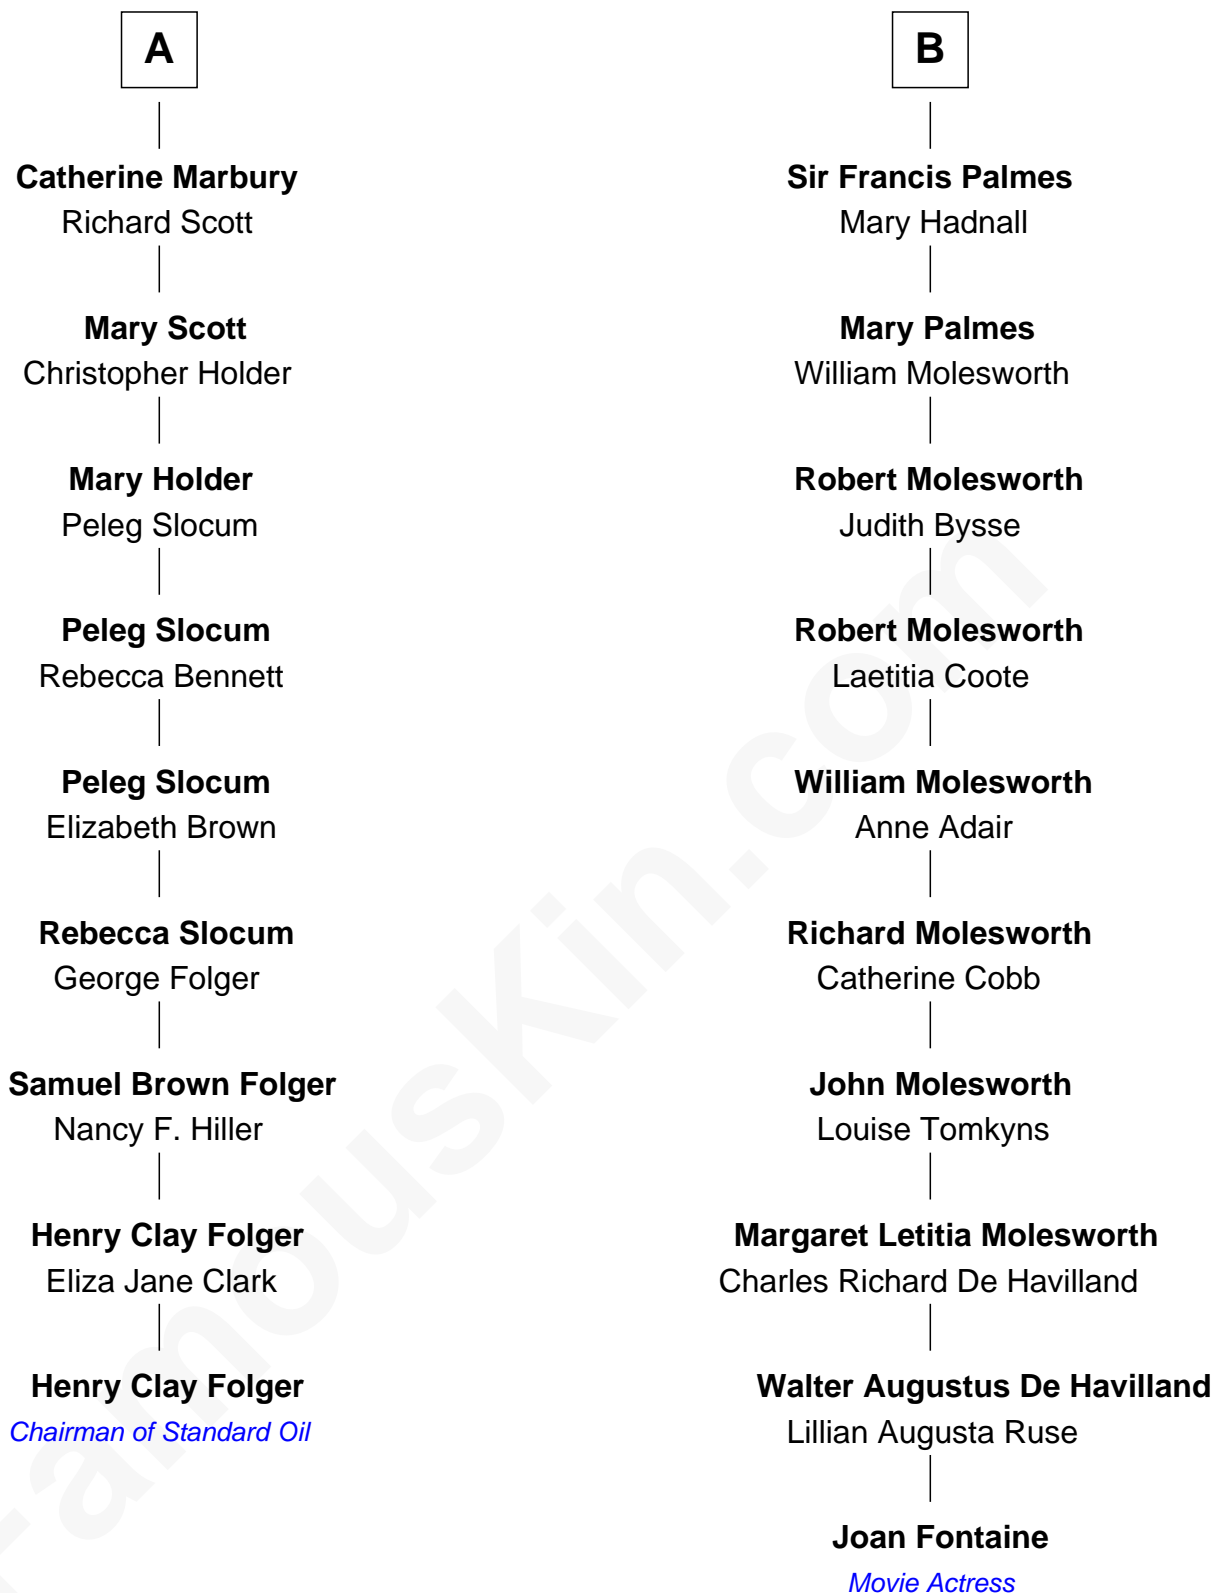 A
Catherine Marbury
Richard Scott
Mary Scott
Christopher Holder
Mary Holder
Peleg Slocum
Peleg Slocum
Rebecca Bennett
Peleg Slocum
Elizabeth Brown
Rebecca Slocum
George Folger
Samuel Brown Folger
Nancy F. Hiller
Henry Clay Folger
Eliza Jane Clark
Henry Clay Folger
Chairman of Standard Oil
B
Sir Francis Palmes
Mary Hadnall
Mary Palmes
William Molesworth
Robert Molesworth
Judith Bysse
Robert Molesworth
Laetitia Coote
William Molesworth
Anne Adair
Richard Molesworth
Catherine Cobb
John Molesworth
Louise Tomkyns
Margaret Letitia Molesworth
Charles Richard De Havilland
Walter Augustus De Havilland
Lillian Augusta Ruse
Joan Fontaine
Movie Actress
FamousKin.com